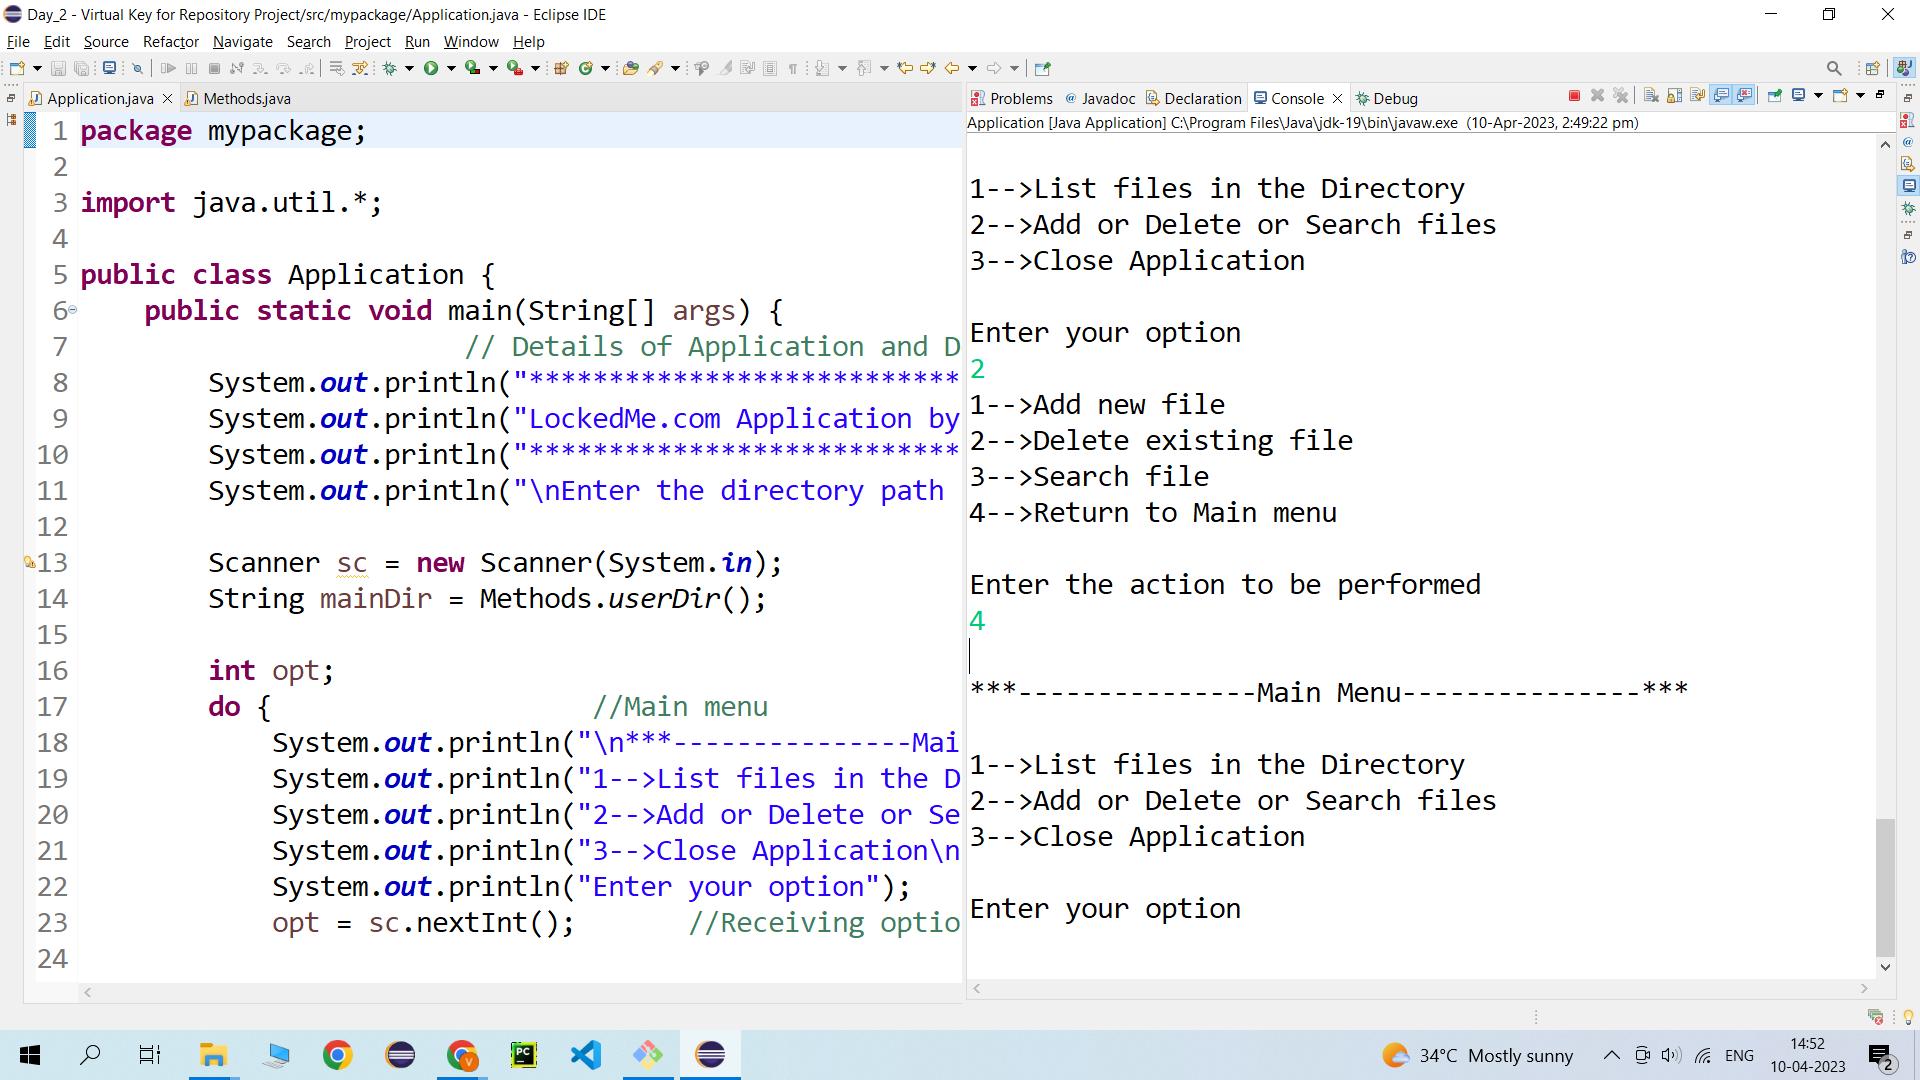 Day_2 - Virtual Key for Repository Project/src/mypackage/Application.java - Eclipse IDE
File Edit Source Refactor Navigate Search Project Run Window Help
Application.java
Methods.java
1 package mypackage;
2
3 import java.util.*;
4
5 public class Application {
6 public static void main(String[] args) {
7 // Details of Application and D
8 System.out.println("***************************
9 System.out.println("LockedMe.com Application by
10 System.out.println("***************************
11 System.out.println("\nEnter the directory path
12
13 Scanner sc = new Scanner(System.in);
14 String mainDir = Methods.userDir();
15
16 int opt;
17 do { //Main menu
18 System.out.println("\n***---------------Mai
19 System.out.println("1-->List files in the D
20 System.out.println("2-->Add or Delete or Se
21 System.out.println("3-->Close Application\n
22 System.out.println("Enter your option");
23 opt = sc.nextInt(); //Receiving optio
24
Problems @ Javadoc Declaration Console Debug
Application [Java Application] C:\Program Files\Java\jdk-19\bin\javaw.exe (10-Apr-2023, 2:49:22 pm)
1-->List files in the Directory
2-->Add or Delete or Search files
3-->Close Application
Enter your option
2
1-->Add new file
2-->Delete existing file
3-->Search file
4-->Return to Main menu
Enter the action to be performed
4
***---------------Main Menu---------------***
1-->List files in the Directory
2-->Add or Delete or Search files
3-->Close Application
Enter your option
34°C Mostly sunny
ENG
14:52
10-04-2023
2